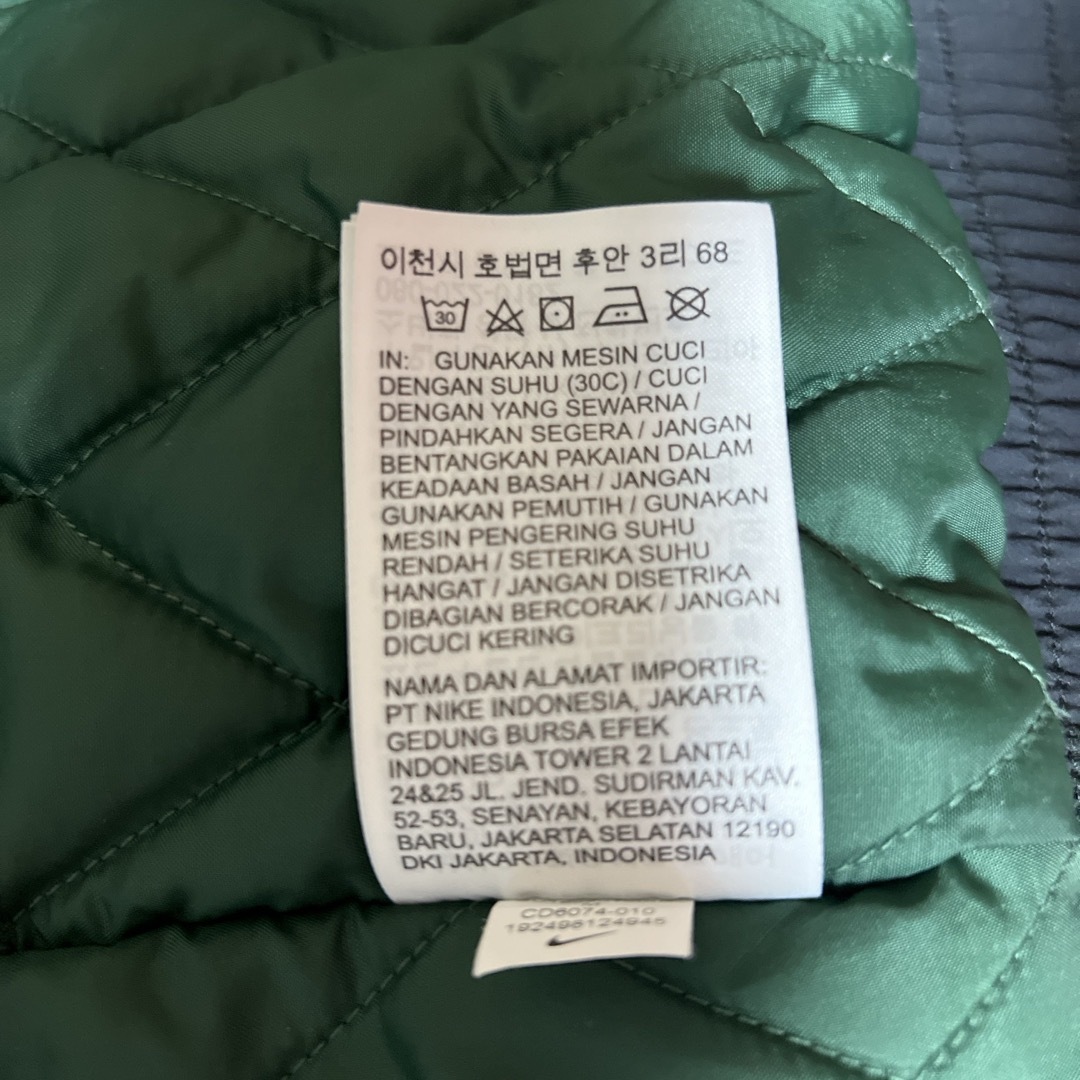 이천시 호법면 후안 3리 68
30
IN: GUNAKAN MESIN CUCI
DENGAN SUHU (30C) / CUCI
DENGAN YANG SEWARNA /
PINDAHKAN SEGERA / JANGAN
BENTANGKAN PAKAIAN DALAM
KEADAAN BASAH / JANGAN
GUNAKAN PEMUTIH / GUNAKAN
MESIN PENGERING SUHU
RENDAH / SETERIKA SUHU
HANGAT / JANGAN DISETRIKA
DIBAGIAN BERCORAK / JANGAN
DICUCI KERING
NAMA DAN ALAMAT IMPORTIR:
PT NIKE INDONESIA, JAKARTA
GEDUNG BURSA EFEK
INDONESIA TOWER 2 LANTAI
24&25 JL. JEND. SUDIRMAN KAV.
52-53, SENAYAN, KEBAYORAN
BARU, JAKARTA SELATAN 12190
DKI JAKARTA, INDONESIA
CD6074-010
192498124945